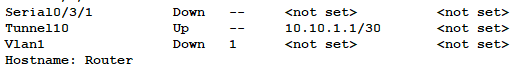 Serial0/3/1 Down -- <not set> <not set>
Tunnel10 Up -- 10.10.1.1/30 <not set>
Vlan1 Down 1 <not set> <not set>
Hostname: Router